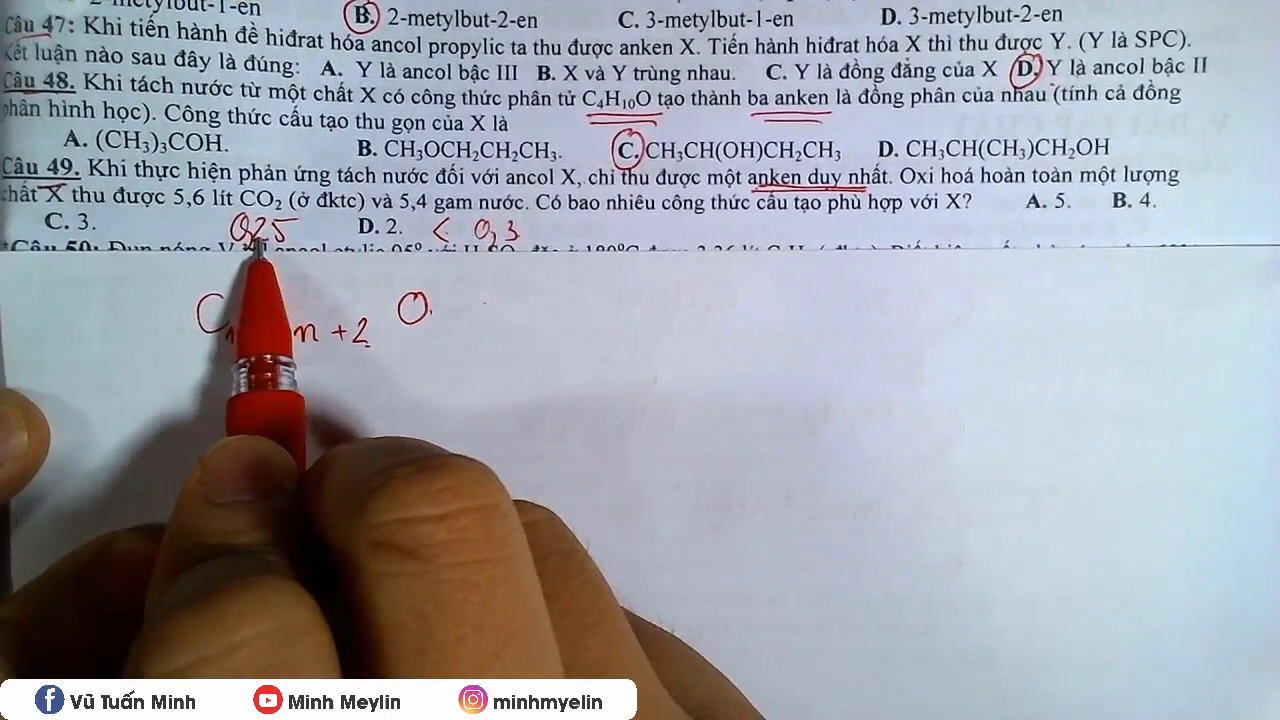 2-metylbut-1-en B. 2-metylbut-2-en C. 3-metylbut-1-en D. 3-metylbut-2-en
Câu 47: Khi tiến hành đề hiđrat hóa ancol propylic ta thu được anken X. Tiến hành hiđrat hóa X thì thu được Y. (Y là SPC).
Kết luận nào sau đây là đúng: A. Y là ancol bậc III B. X và Y trùng nhau. C. Y là đồng đẳng của X D. Y là ancol bậc II
Câu 48. Khi tách nước từ một chất X có công thức phân tử C₄H₁₀O tạo thành ba anken là đồng phân của nhau (tính cả đồng
phân hình học). Công thức cấu tạo thu gọn của X là
A. (CH₃)₃COH. B. CH₃OCH₂CH₂CH₃. C. CH₃CH(OH)CH₂CH₃ D. CH₃CH(CH₃)CH₂OH
Câu 49. Khi thực hiện phản ứng tách nước đối với ancol X, chỉ thu được một anken duy nhất. Oxi hoá hoàn toàn một lượng
chất X thu được 5,6 lít CO₂ (ở đktc) và 5,4 gam nước. Có bao nhiêu công thức cấu tạo phù hợp với X? A. 5. B. 4.
C. 3. 0,25 D. 2. < 0,3
*Câu 50: Đun nóng V
C n + 2 O
Vũ Tuấn Minh Minh Meylin minhmyelin